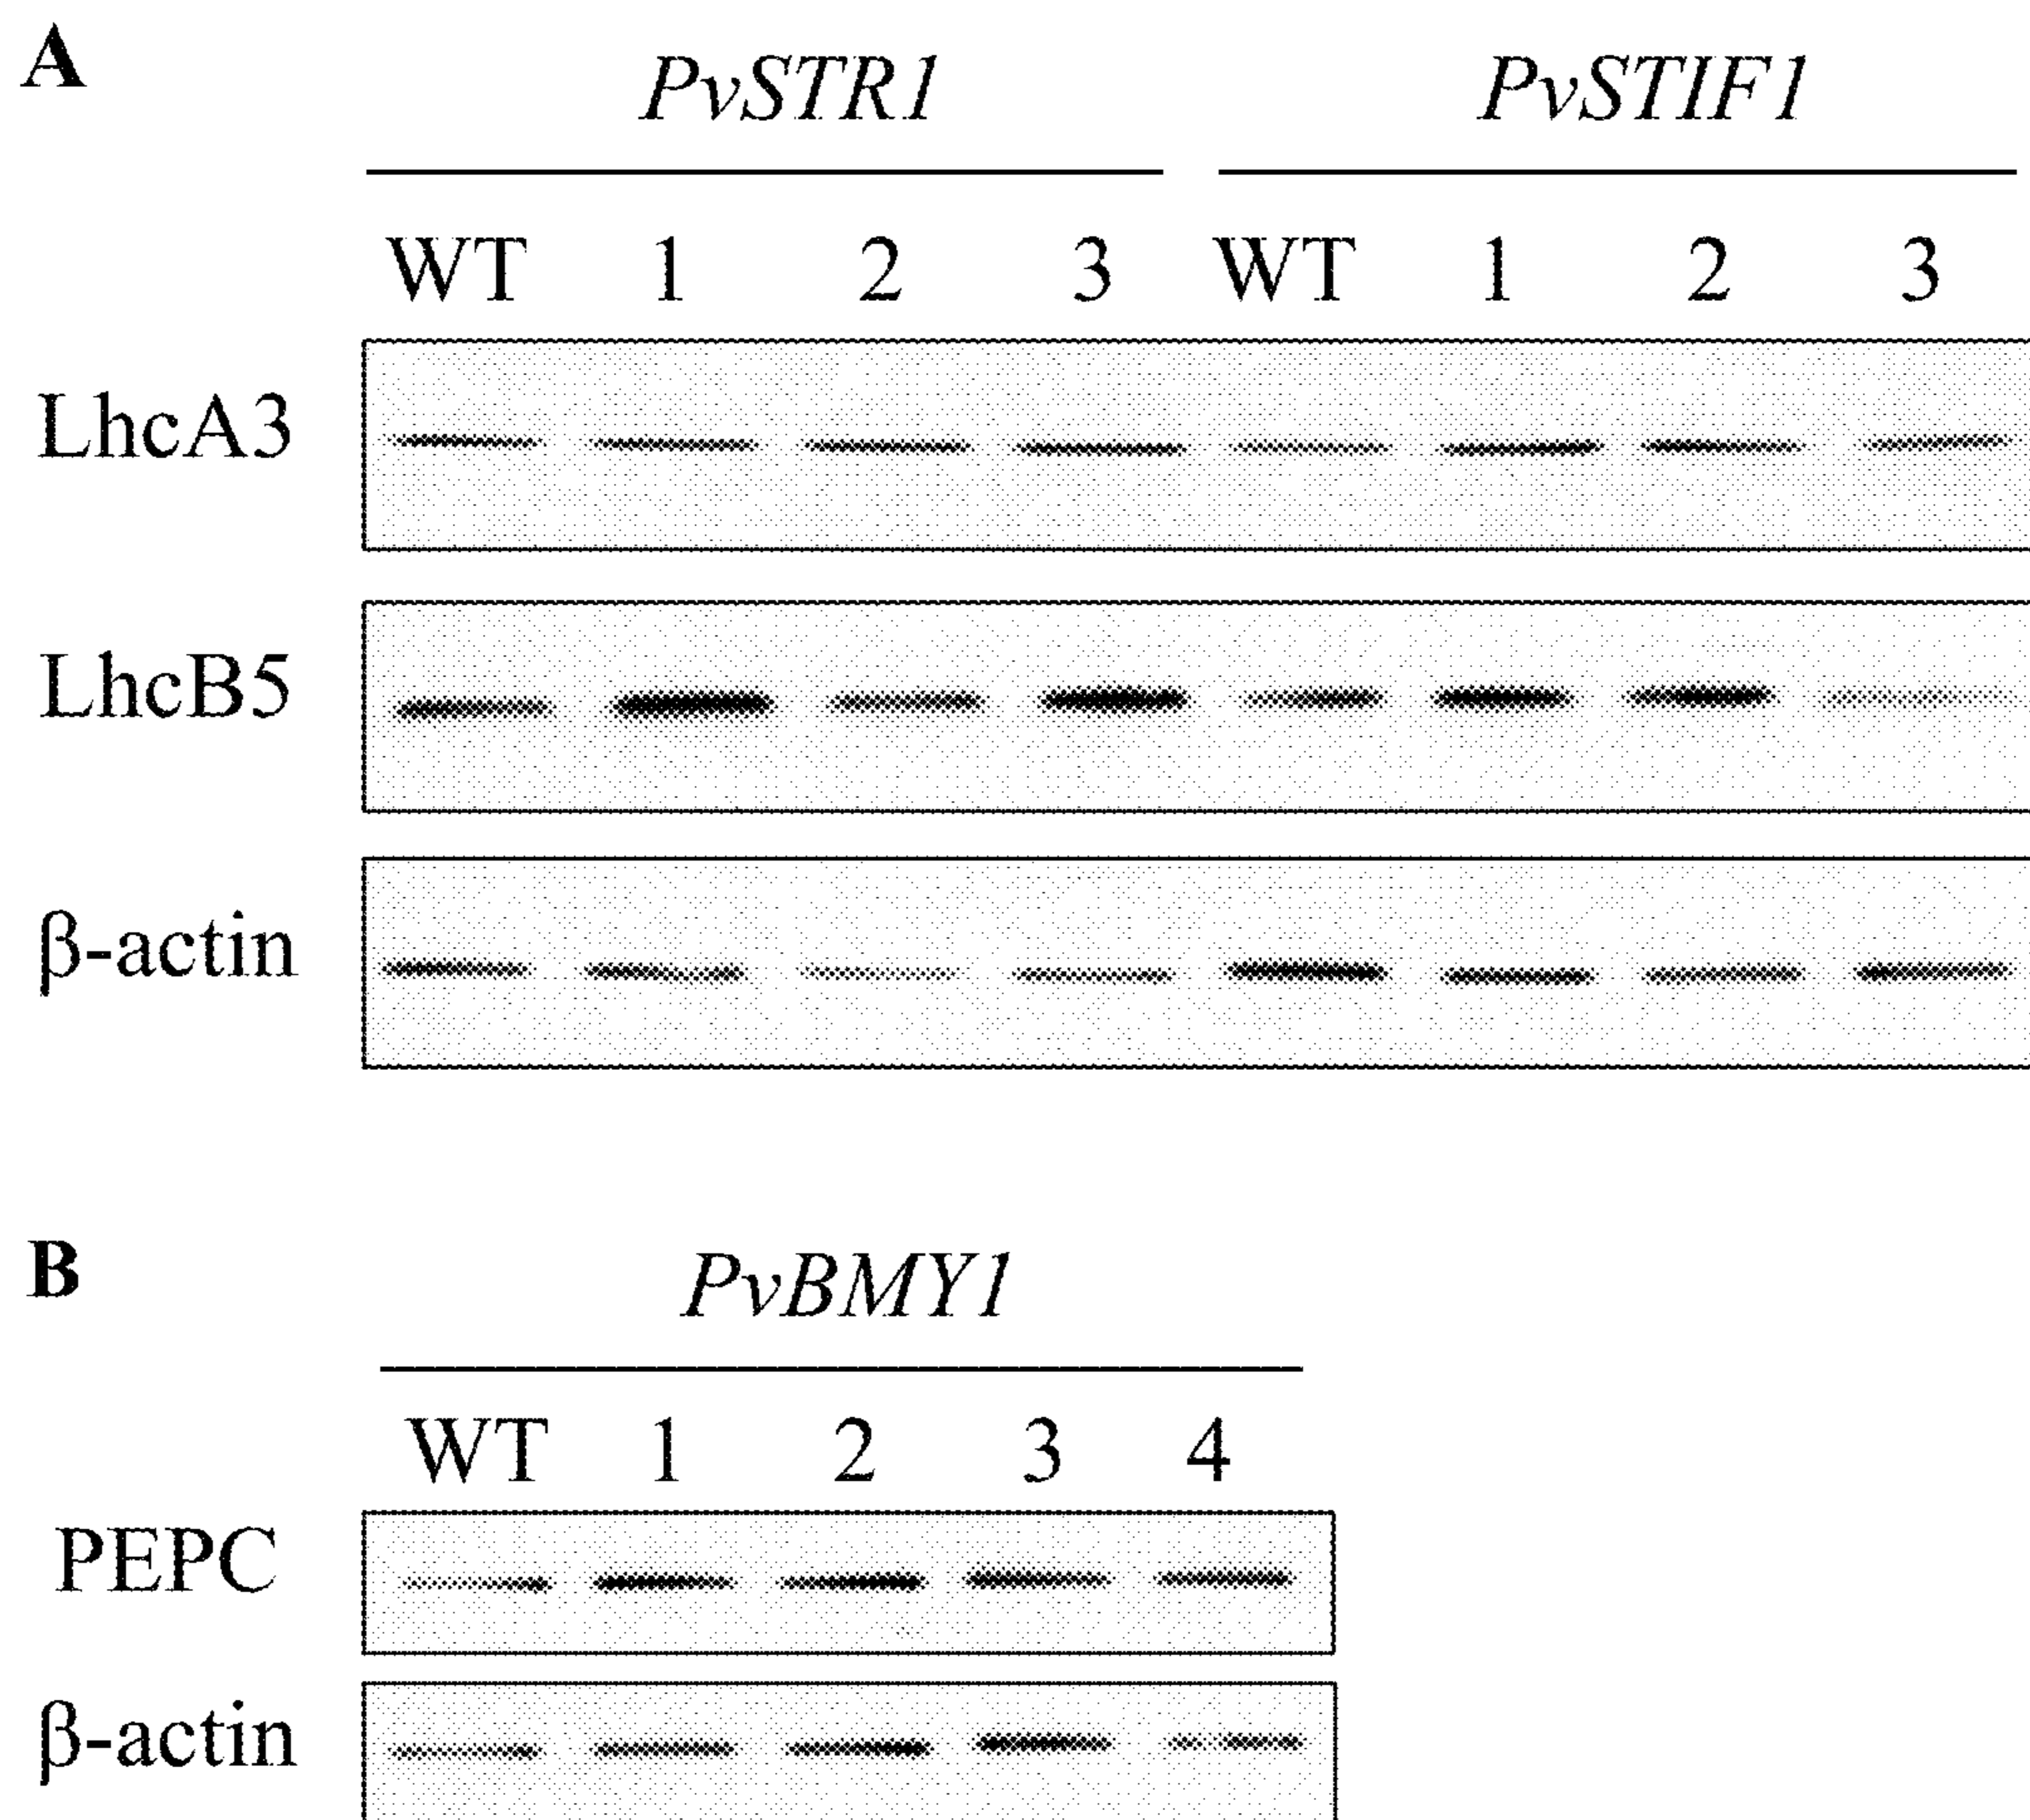 A
PvSTR1 PvSTIF1
WT 1 2 3 WT 1 2 3
LhcA3
LhcB5
β-actin
B
PvBMY1
WT 1 2 3 4
PEPC
β-actin